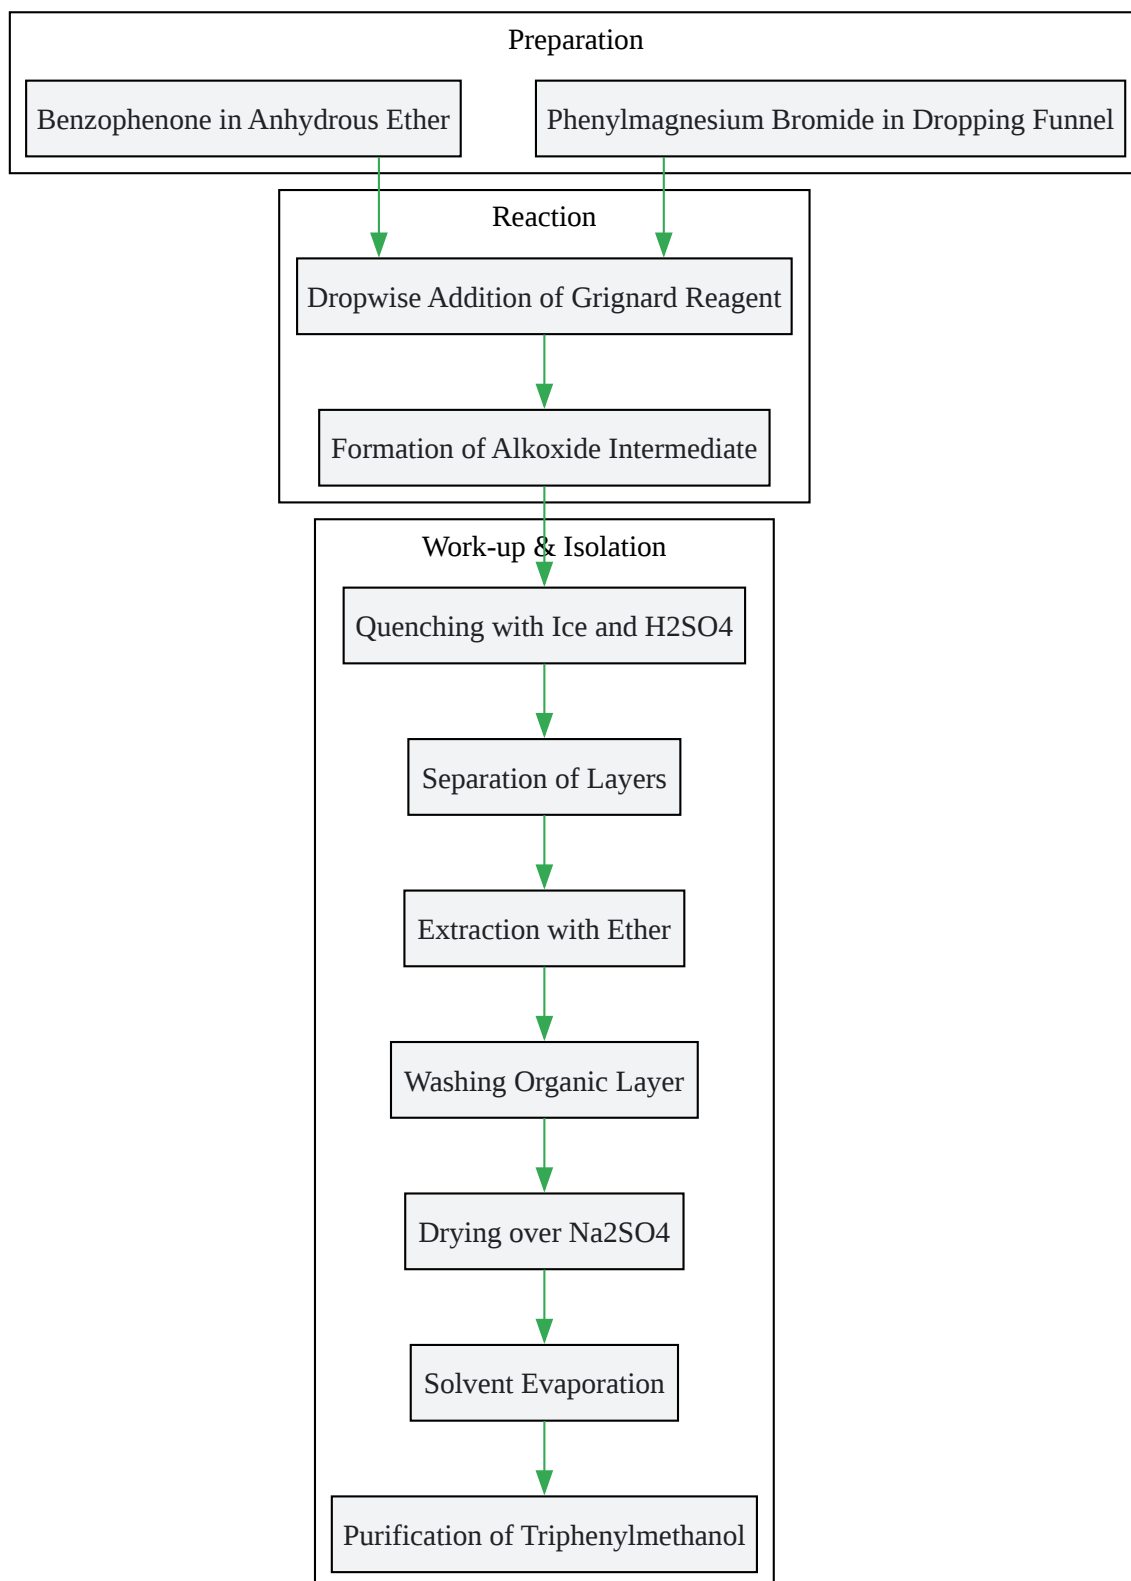 Preparation
Benzophenone in Anhydrous Ether
Phenylmagnesium Bromide in Dropping Funnel
Reaction
Dropwise Addition of Grignard Reagent
Formation of Alkoxide Intermediate
Work-up & Isolation
Quenching with Ice and H2SO4
Separation of Layers
Extraction with Ether
Washing Organic Layer
Drying over Na2SO4
Solvent Evaporation
Purification of Triphenylmethanol